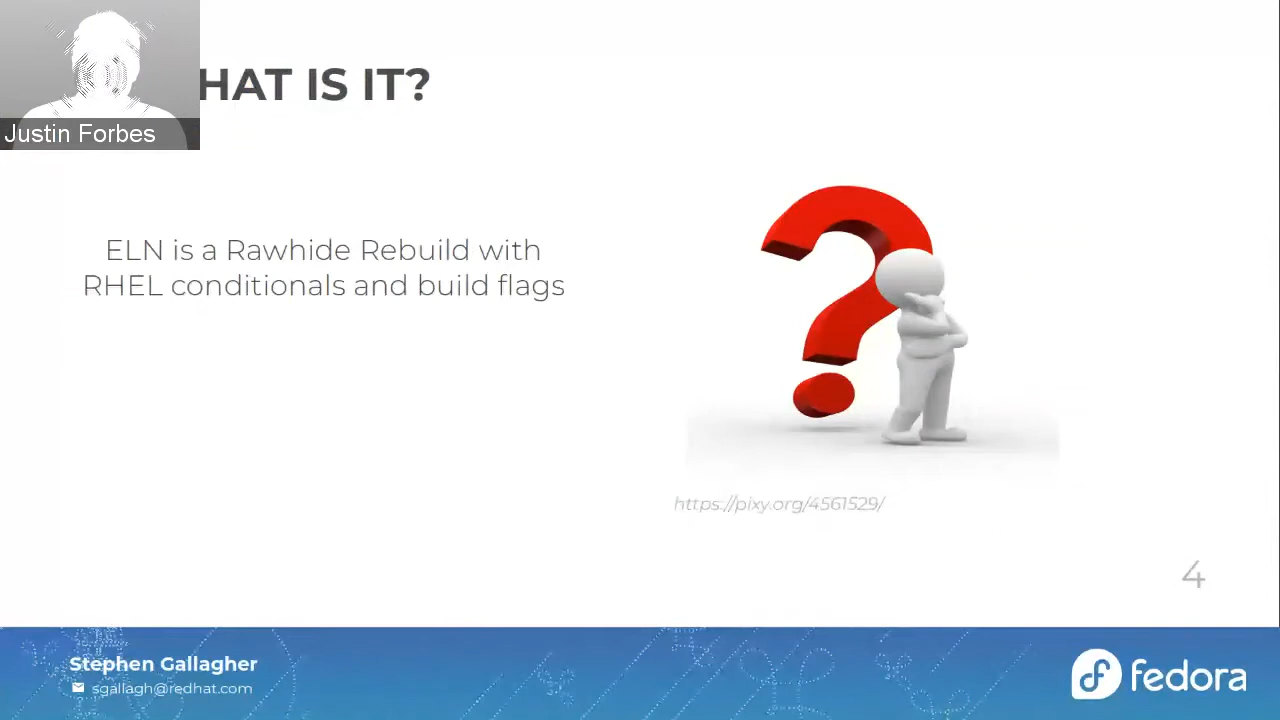 HAT IS IT?
Justin Forbes
ELN is a Rawhide Rebuild with
RHEL conditionals and build flags
https://pixy.org/4561529/
4
Stephen Gallagher
sgallagh@redhat.com
fedora